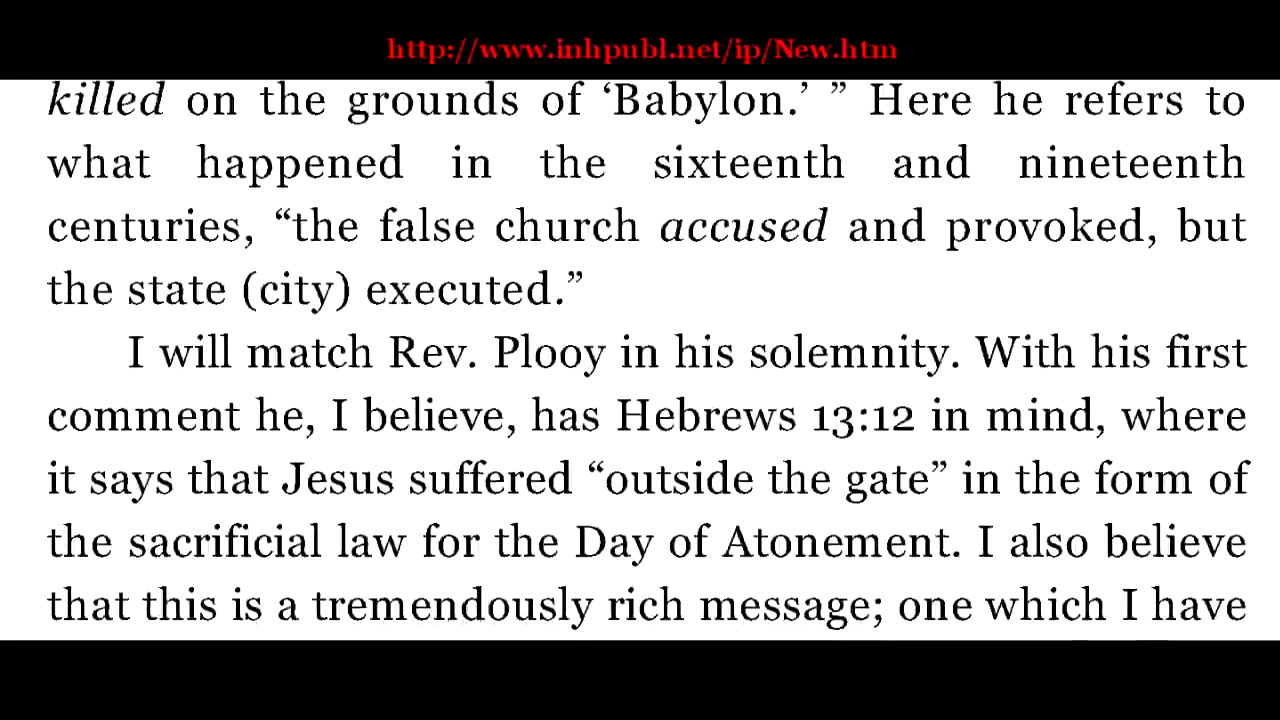 http://www.inhpubl.net/ip/New.htm
killed on the grounds of ‘Babylon.’ ” Here he refers to
what happened in the sixteenth and nineteenth
centuries, “the false church accused and provoked, but
the state (city) executed.”
I will match Rev. Plooy in his solemnity. With his first
comment he, I believe, has Hebrews 13:12 in mind, where
it says that Jesus suffered “outside the gate” in the form of
the sacrificial law for the Day of Atonement. I also believe
that this is a tremendously rich message; one which I have